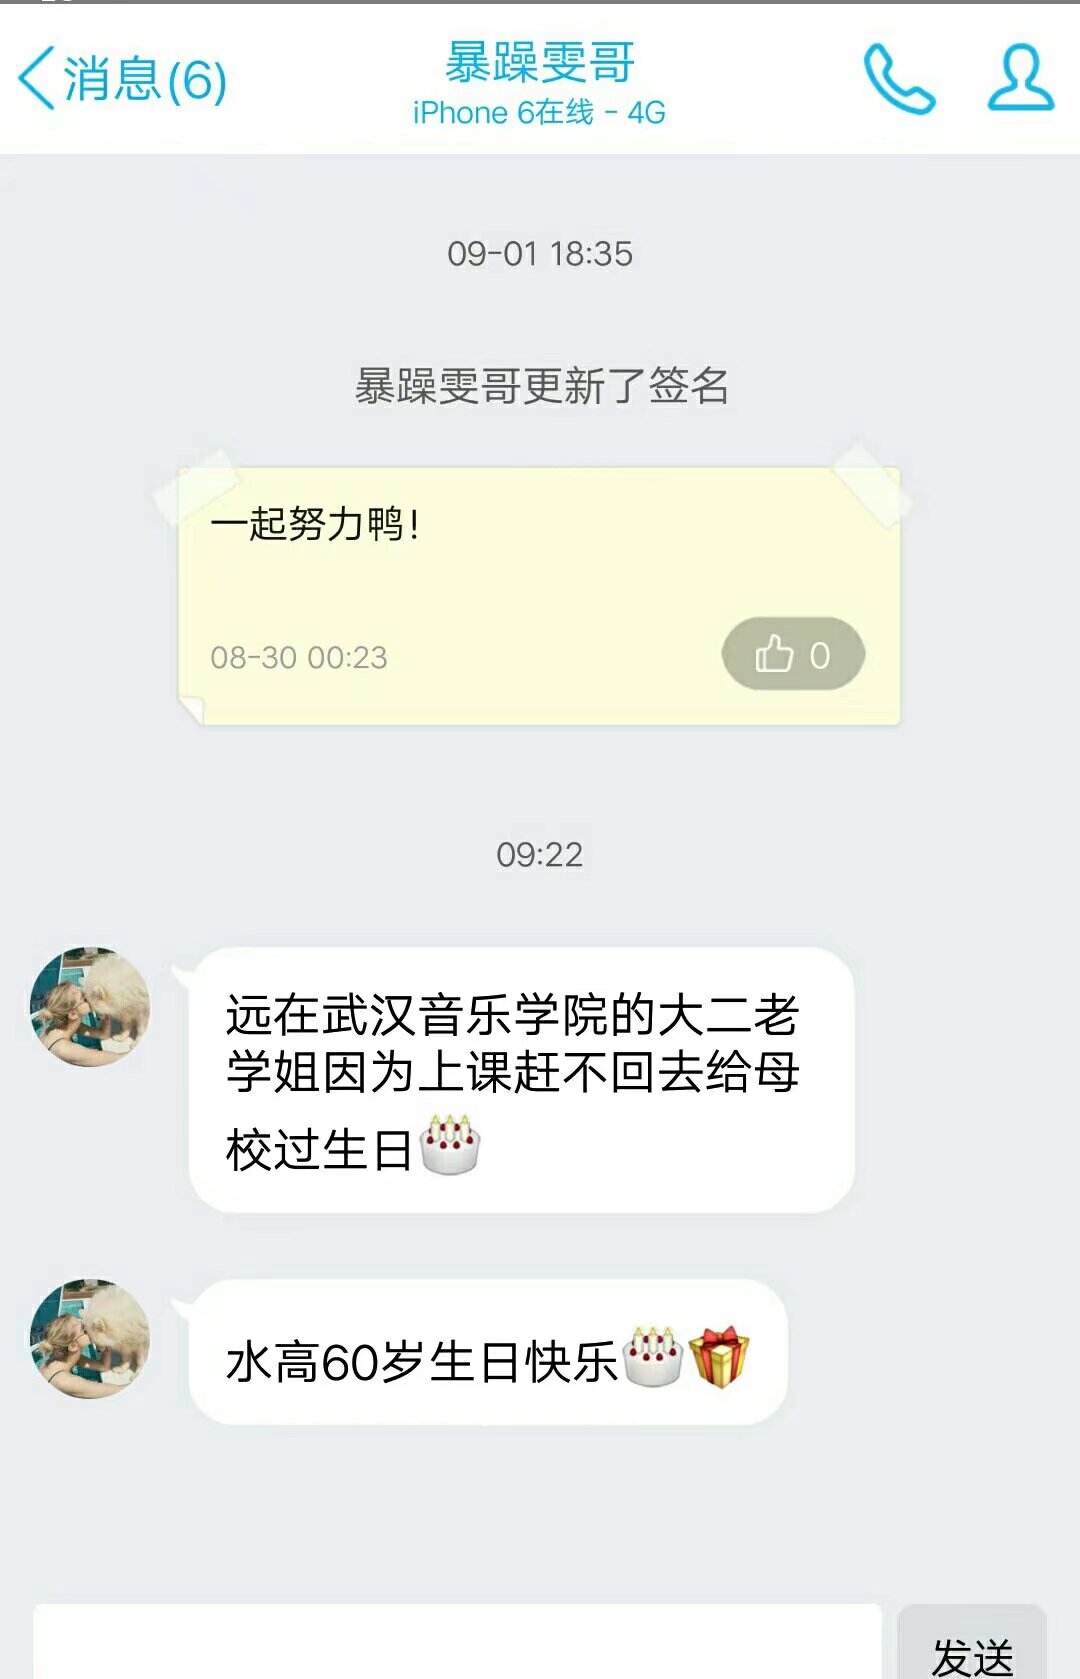 消息(6)
暴躁雯哥
iPhone 6在线 - 4G
09-01 18:35
暴躁雯哥更新了签名
一起努力鸭!
08-30 00:23
0
09:22
远在武汉音乐学院的大二老
学姐因为上课赶不回去给母
校过生日🎂
水高60岁生日快乐🎂🎁
发送